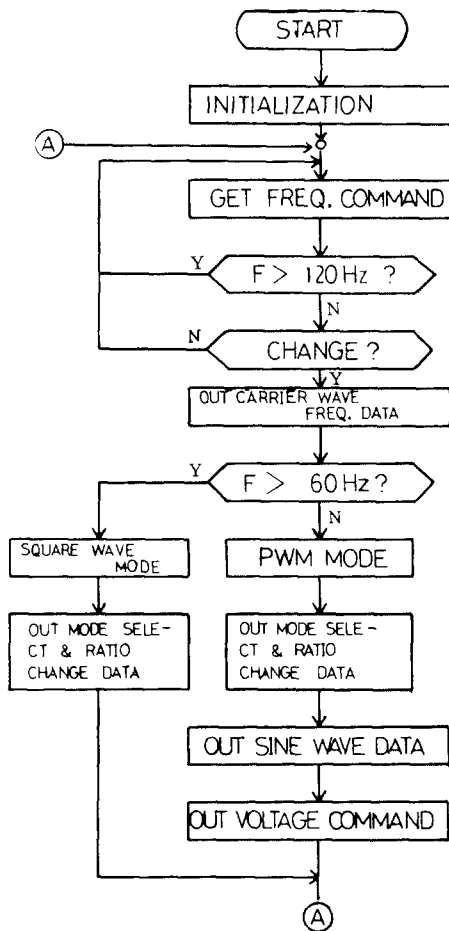 START
INITIALIZATION
A
GET FREQ. COMMAND
Y
F > 120 Hz ?
N
N
CHANGE ?
Y
OUT CARRIER WAVE
FREQ. DATA
Y
F > 60 Hz ?
N
SQUARE WAVE
MODE
PWM MODE
OUT MODE SELE-
CT & RATIO
CHANGE DATA
OUT MODE SELE-
CT & RATIO
CHANGE DATA
OUT SINE WAVE DATA
OUT VOLTAGE COMMAND
A